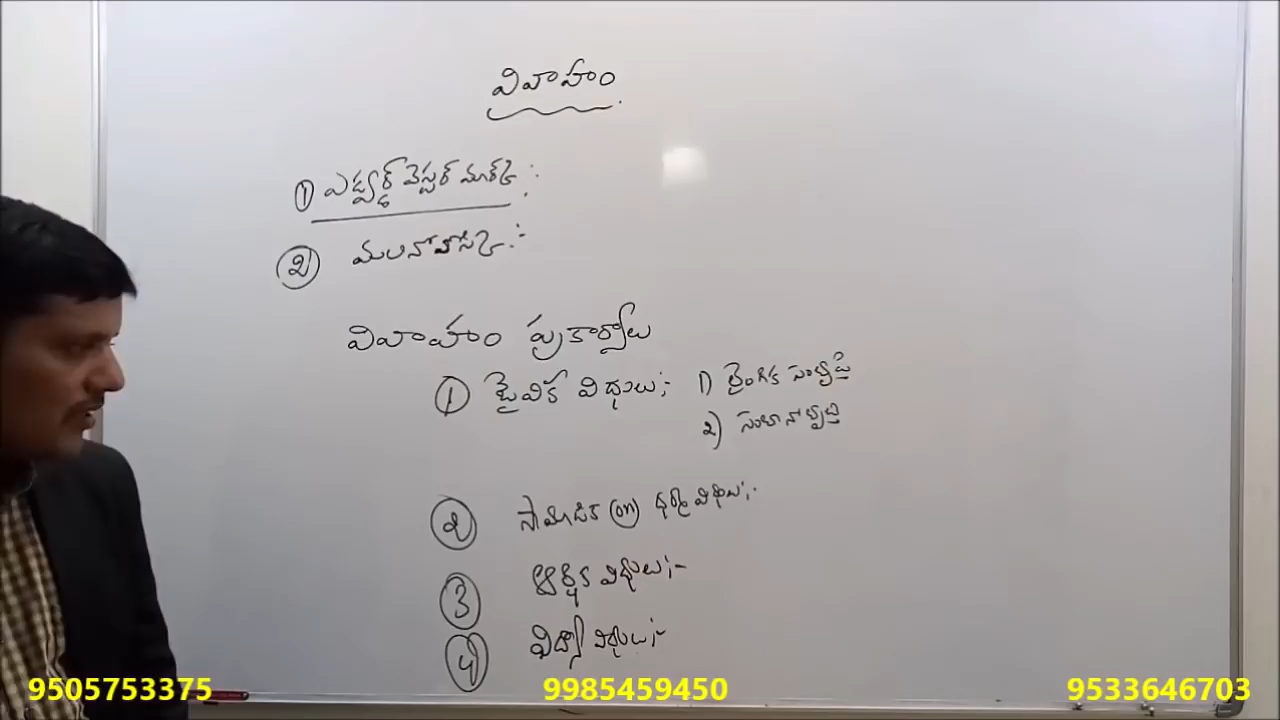 వివాహం
① ఎడ్వర్డ్ వెస్టర్ మార్క్ :
② మలినోవాస్కీ :-
వివాహం ప్రకార్యాలు
① జైవిక విధులు ;- 1) లైంగిక సంతృప్తి
2) సంతానోత్పత్తి
② సామాజిక (or) ధర్మ విధులు ;-
③ ఆర్థిక విధులు ;-
④ విద్యా విధులు ;-
9505753375 9985459450 9533646703